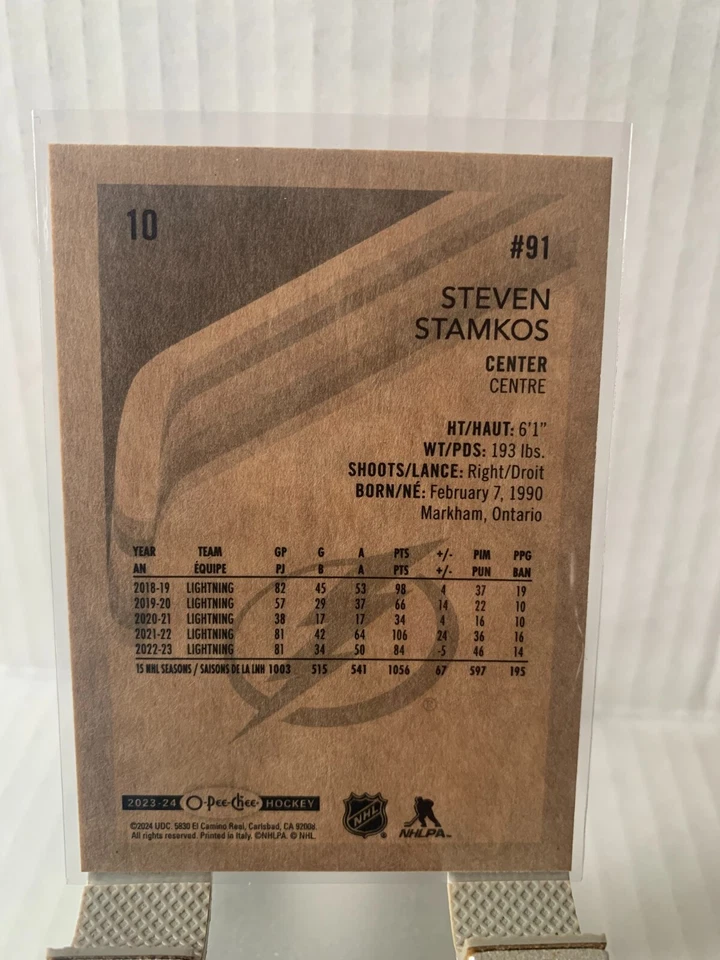 10
#91
STEVEN
STAMKOS
CENTER
CENTRE
HT/HAUT: 6'1"
WT/PDS: 193 lbs.
SHOOTS/LANCE: Right/Droit
BORN/NÉ: February 7, 1990
Markham, Ontario
YEAR TEAM GP G A PTS +/- PIM PPG
AN ÉQUIPE PJ B A PTS +/- PUN BAN
2018-19 LIGHTNING 82 45 53 98 4 37 19
2019-20 LIGHTNING 57 29 37 66 14 22 10
2020-21 LIGHTNING 38 17 17 34 4 16 10
2021-22 LIGHTNING 81 42 64 106 24 36 16
2022-23 LIGHTNING 81 34 50 84 -5 46 14
15 NHL SEASONS / SAISONS DE LA LNH 1003 515 541 1056 67 597 195
®
2023-24 O-Pee-Chee HOCKEY
©2024 UDC. 5830 El Camino Real, Carlsbad, CA 92008.
All rights reserved. Printed in Italy. ©NHLPA. © NHL.
NHL
NHLPA™